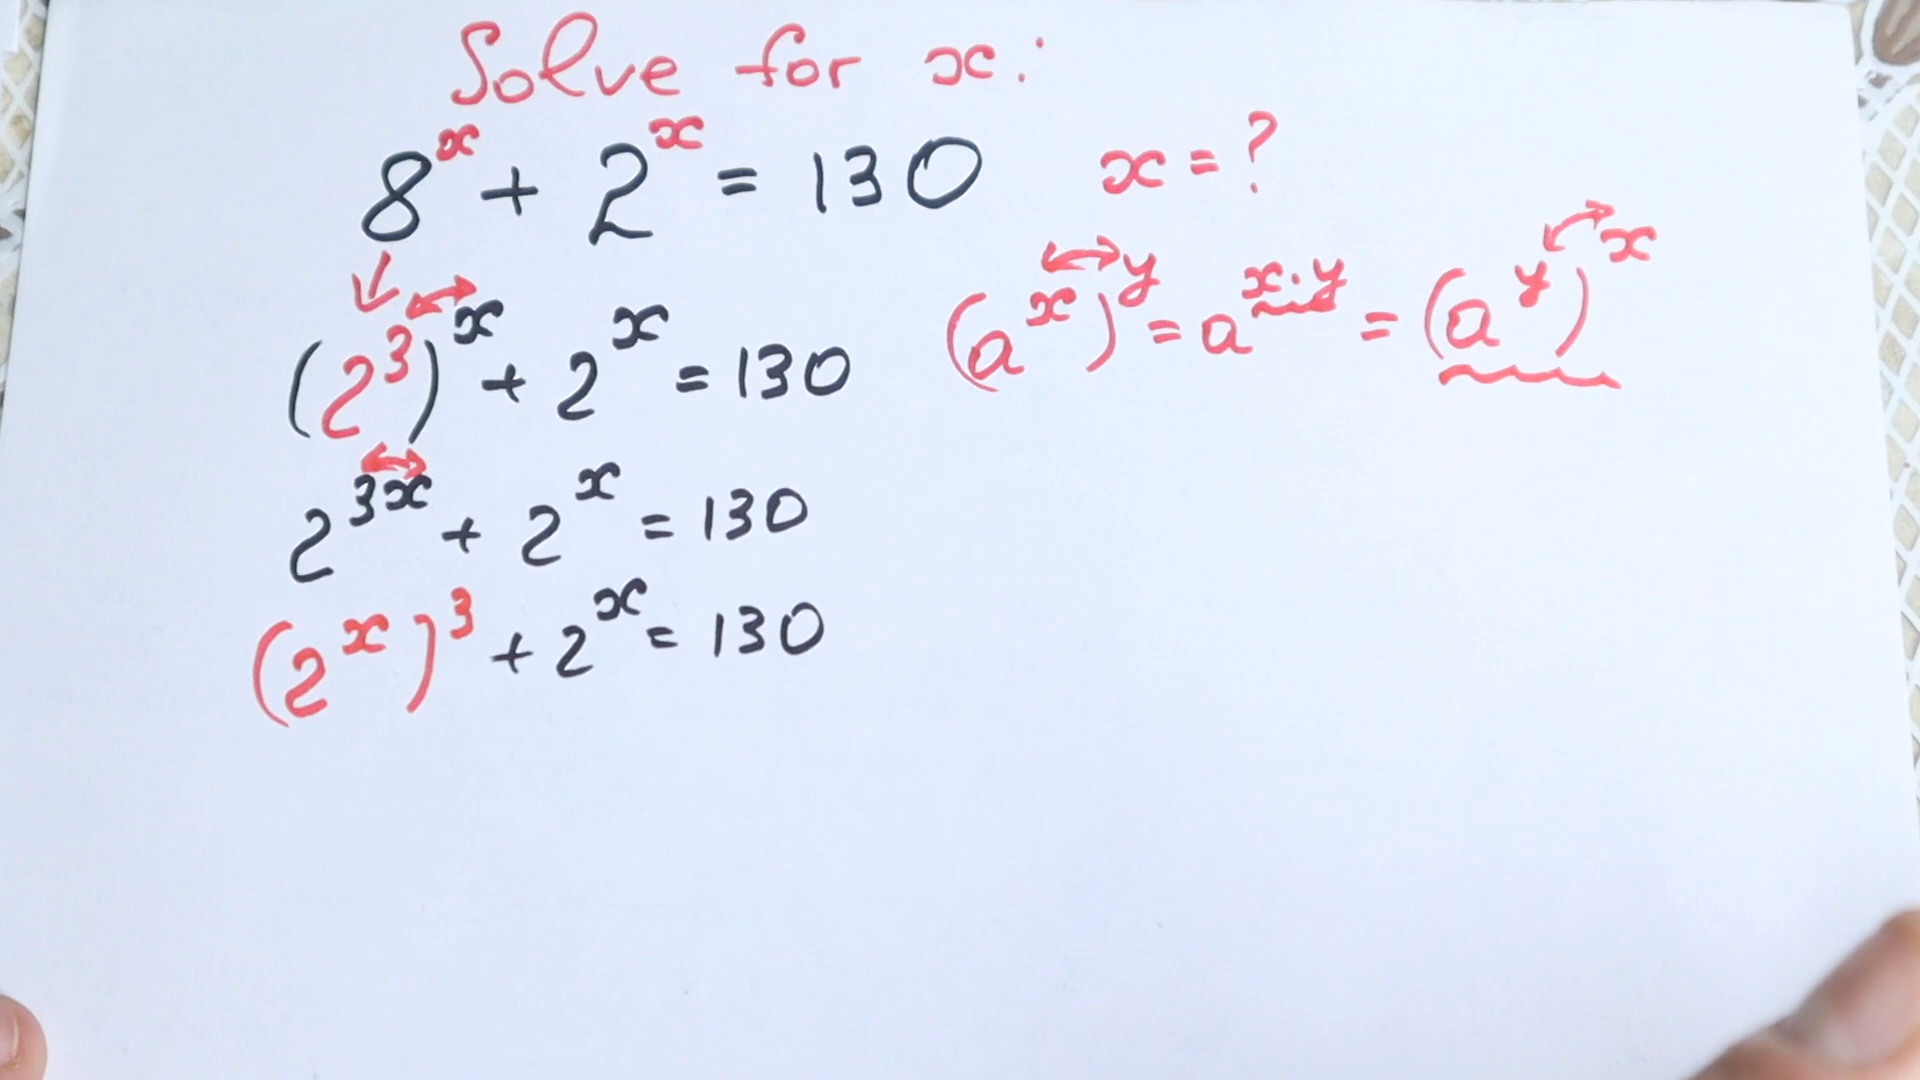 Solve for x:
8^x + 2^x = 130
x = ?
(a^x)^y = a^{x·y} = (a^y)^x
(2^3)^x + 2^x = 130
2^{3x} + 2^x = 130
(2^x)^3 + 2^x = 130